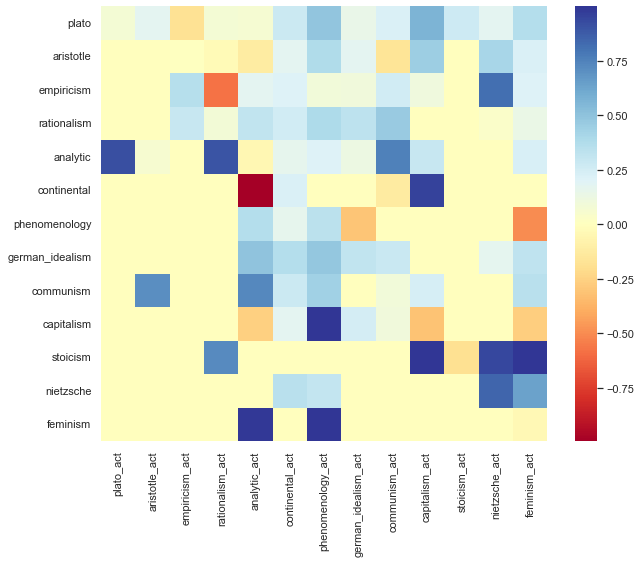 plato
aristotle
empiricism
rationalism
analytic
continental
phenomenology
german_idealism
communism
capitalism
stoicism
nietzsche
feminism
plato_act
aristotle_act
empiricism_act
rationalism_act
analytic_act
continental_act
phenomenology_act
german_idealism_act
communism_act
capitalism_act
stoicism_act
nietzsche_act
feminism_act
0.75
0.50
0.25
0.00
−0.25
−0.50
−0.75